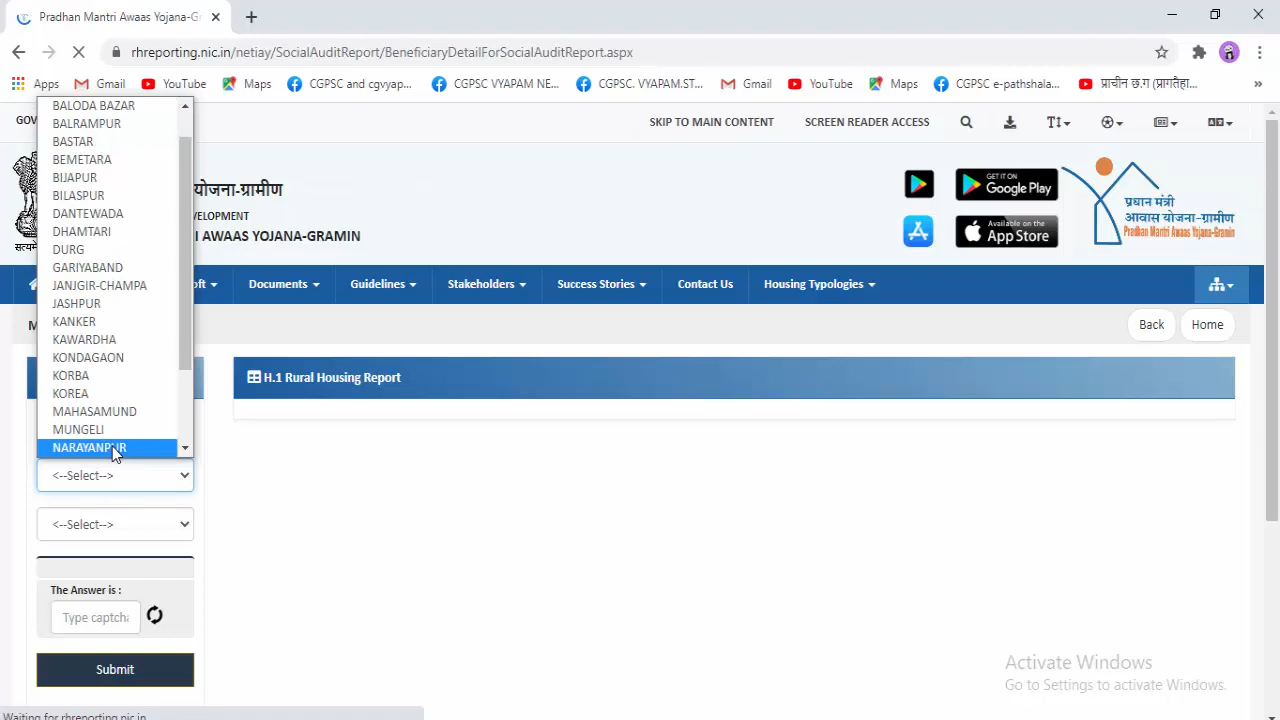 Pradhan Mantri Awaas Yojana-G
rhreporting.nic.in/netiay/SocialAuditReport/BeneficiaryDetailForSocialAuditReport.aspx
Apps Gmail YouTube Maps CGPSC and cgvyap... CGPSC VYAPAM NE... CGPSC. VYAPAM.ST... Gmail YouTube Maps CGPSC e-pathshala... प्राचीन छ.ग (प्रागैतहा... »
GOV SKIP TO MAIN CONTENT SCREEN READER ACCESS
योजना-ग्रामीण
VELOPMENT
I AWAAS YOJANA-GRAMIN
सत्यमे
GET IT ON
Google Play
Available on the
App Store
प्रधान मंत्री
आवास योजना-ग्रामीण
Pradhan Mantri Awaas Yojana-Gramin
oft Documents Guidelines Stakeholders Success Stories Contact Us Housing Typologies
M Back Home
H.1 Rural Housing Report
BALODA BAZAR
BALRAMPUR
BASTAR
BEMETARA
BIJAPUR
BILASPUR
DANTEWADA
DHAMTARI
DURG
GARIYABAND
JANJGIR-CHAMPA
JASHPUR
KANKER
KAWARDHA
KONDAGAON
KORBA
KOREA
MAHASAMUND
MUNGELI
NARAYANPUR
<--Select-->
<--Select-->
The Answer is :
Type captcha
Submit
Activate Windows
Go to Settings to activate Windows.
Waiting for rhreporting.nic.in